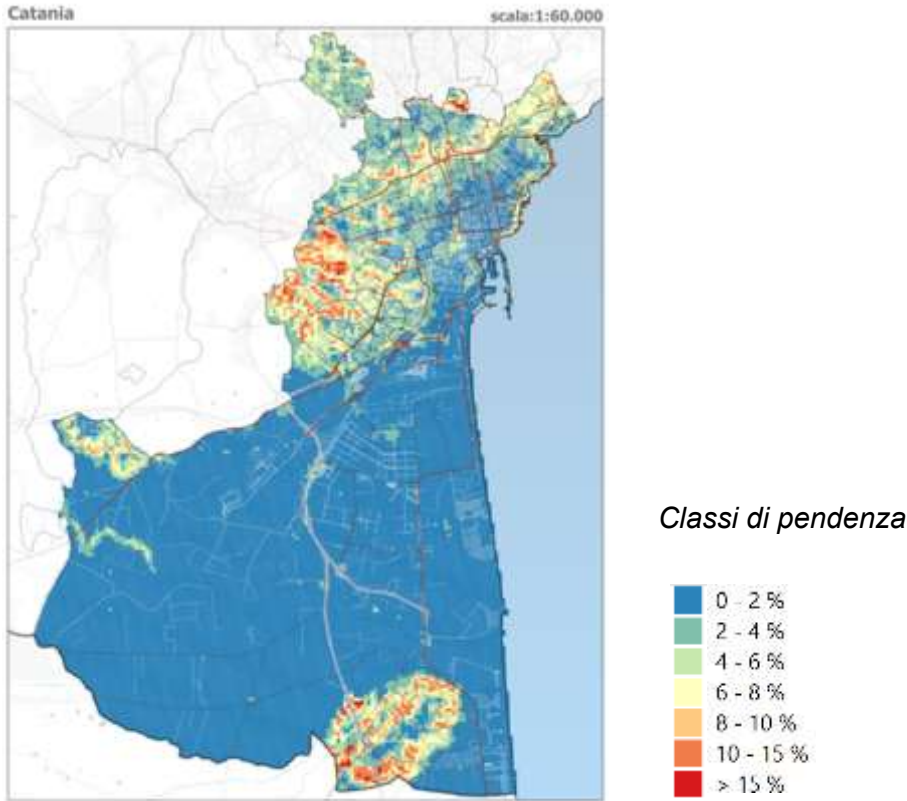 Catania
scala:1:60.000
Classi di pendenza
0 - 2 %
2 - 4 %
4 - 6 %
6 - 8 %
8 - 10 %
10 - 15 %
> 15 %